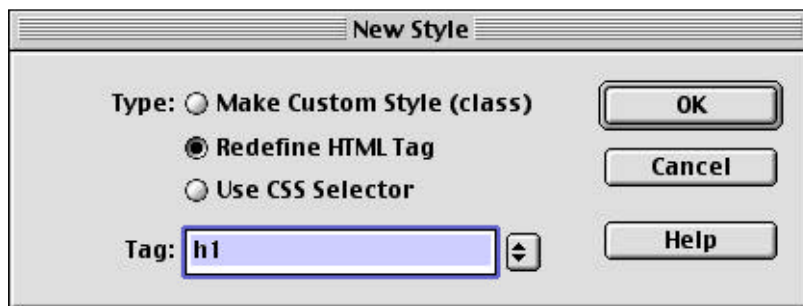 New Style
Type: Make Custom Style (class)
Redefine HTML Tag
Use CSS Selector
Tag: h1
OK
Cancel
Help